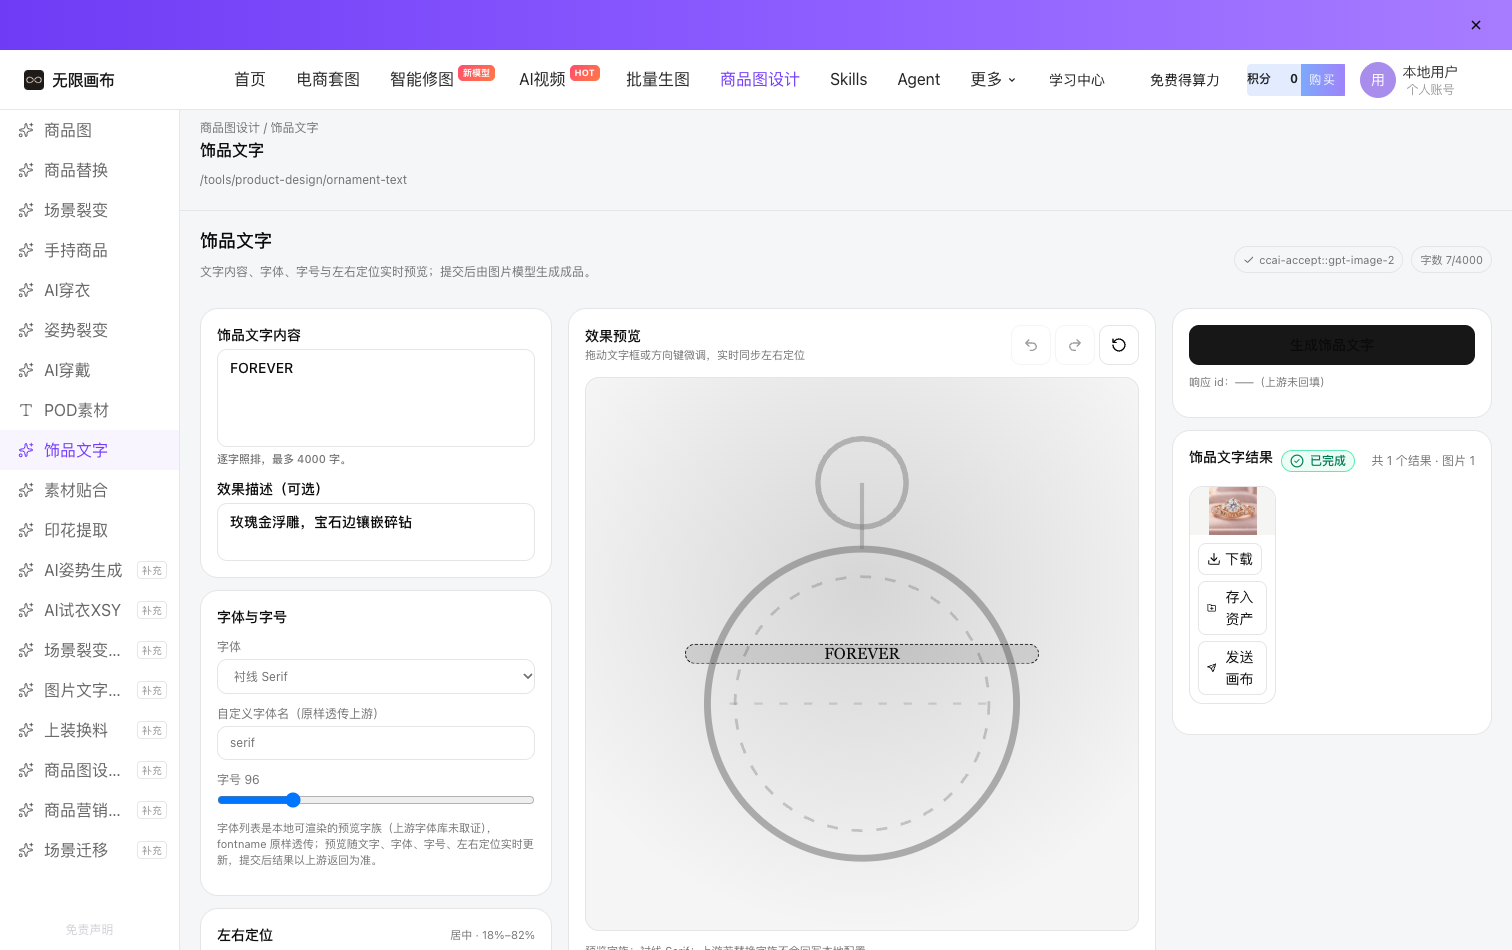 无限画布
首页
电商套图
智能修图
新模型
AI视频
HOT
批量生图
商品图设计
Skills
Agent
更多
学习中心
免费得算力
积分 0
购买
用
本地用户
个人账号
商品图
商品替换
场景裂变
手持商品
AI穿衣
姿势裂变
AI穿戴
POD素材
饰品文字
素材贴合
印花提取
AI姿势生成 补充
AI试衣XSY 补充
场景裂变... 补充
图片文字... 补充
上装换料 补充
商品图设... 补充
商品营销... 补充
场景迁移 补充
免责声明
商品图设计 / 饰品文字
饰品文字
/tools/product-design/ornament-text
饰品文字
文字内容、字体、字号与左右定位实时预览；提交后由图片模型生成成品。
ccai-accept::gpt-image-2
字数 7/4000
饰品文字内容
FOREVER
逐字照排，最多 4000 字。
效果描述（可选）
玫瑰金浮雕，宝石边镶嵌碎钻
字体与字号
字体
衬线 Serif
自定义字体名（原样透传上游）
serif
字号 96
字体列表是本地可渲染的预览字族（上游字体库未取证），
fontname 原样透传；预览随文字、字体、字号、左右定位实时更
新，提交后结果以上游返回为准。
左右定位
居中 · 18%–82%
效果预览
拖动文字框或方向键微调，实时同步左右定位
FOREVER
生成饰品文字
响应 id： —— （上游未回填）
饰品文字结果
已完成
共 1 个结果 · 图片 1
下载
存入
资产
发送
画布